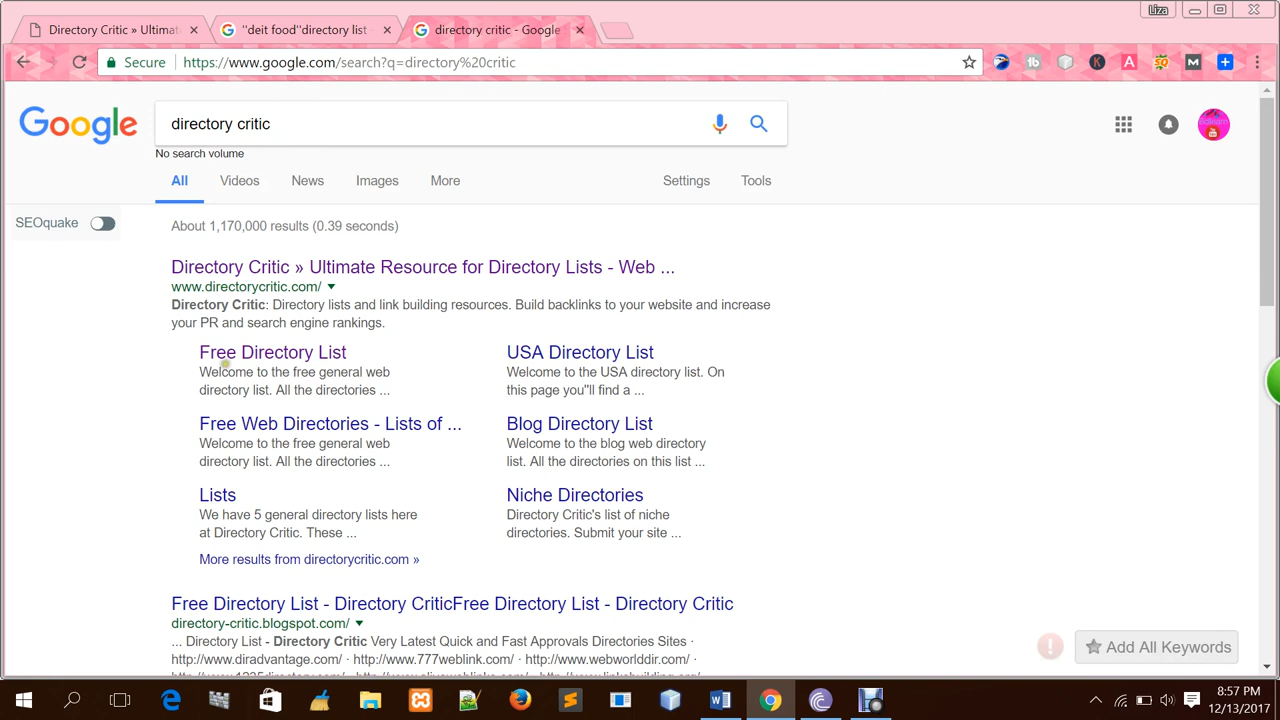 Liza
Directory Critic » Ultimat
"deit food"directory list
directory critic - Google
Secure
https://www.google.com/search?q=directory%20critic
Google
directory critic
No search volume
All
Videos
News
Images
More
Settings
Tools
SEOquake
About 1,170,000 results (0.39 seconds)
Directory Critic » Ultimate Resource for Directory Lists - Web ...
www.directorycritic.com/
Directory Critic: Directory lists and link building resources. Build backlinks to your website and increase
your PR and search engine rankings.
Free Directory List
Welcome to the free general web
directory list. All the directories ...
USA Directory List
Welcome to the USA directory list. On
this page you"ll find a ...
Free Web Directories - Lists of ...
Welcome to the free general web
directory list. All the directories ...
Blog Directory List
Welcome to the blog web directory
list. All the directories on this list ...
Lists
We have 5 general directory lists here
at Directory Critic. These ...
Niche Directories
Directory Critic's list of niche
directories. Submit your site ...
More results from directorycritic.com »
Free Directory List - Directory CriticFree Directory List - Directory Critic
directory-critic.blogspot.com/
... Directory List - Directory Critic Very Latest Quick and Fast Approvals Directories Sites ·
http://www.diradvantage.com/ · http://www.777weblink.com/ · http://www.webworlddir.com/ ·
Add All Keywords
8:57 PM
12/13/2017